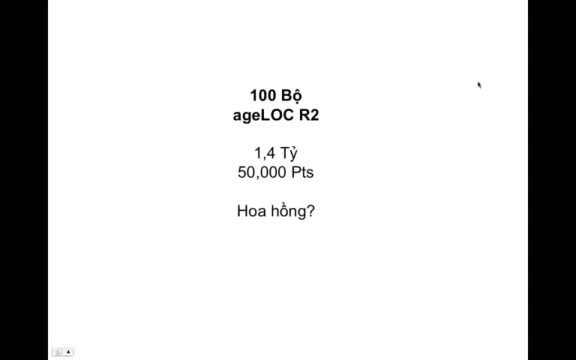 100 Bộ
ageLOC R2
1,4 Tỷ
50,000 Pts
Hoa hồng?